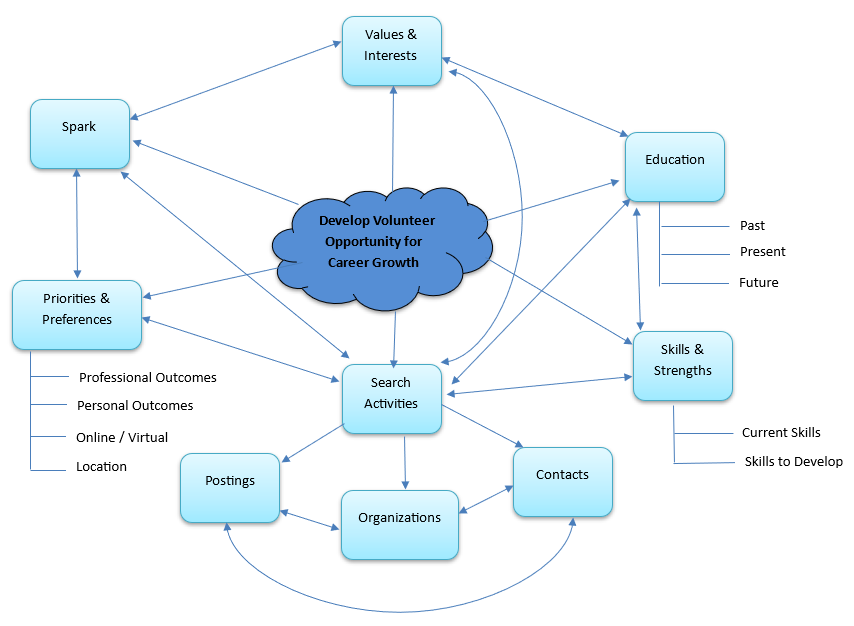 Values &
Interests
Spark
Education
Past
Present
Future
Develop Volunteer
Opportunity for
Career Growth
Priorities &
Preferences
Professional Outcomes
Personal Outcomes
Online / Virtual
Location
Search
Activities
Skills &
Strengths
Current Skills
Skills to Develop
Postings
Organizations
Contacts